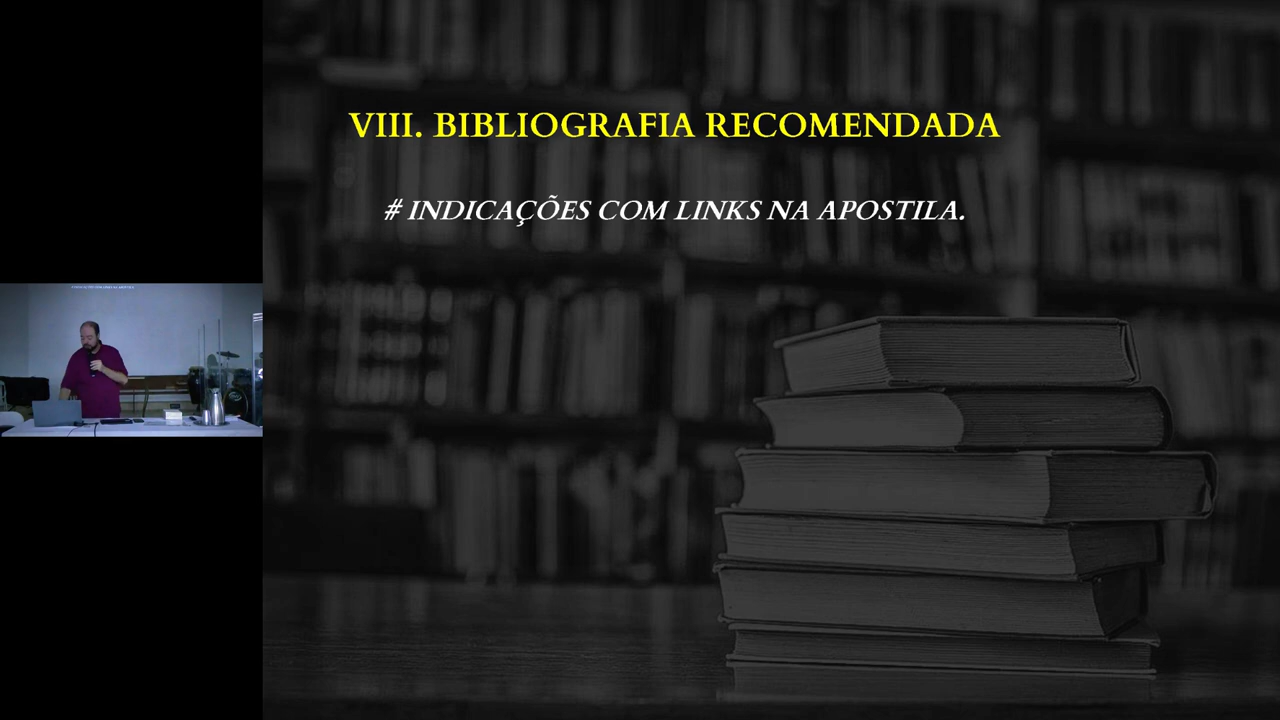 VIII. BIBLIOGRAFIA RECOMENDADA
# INDICAÇÕES COM LINKS NA APOSTILA.